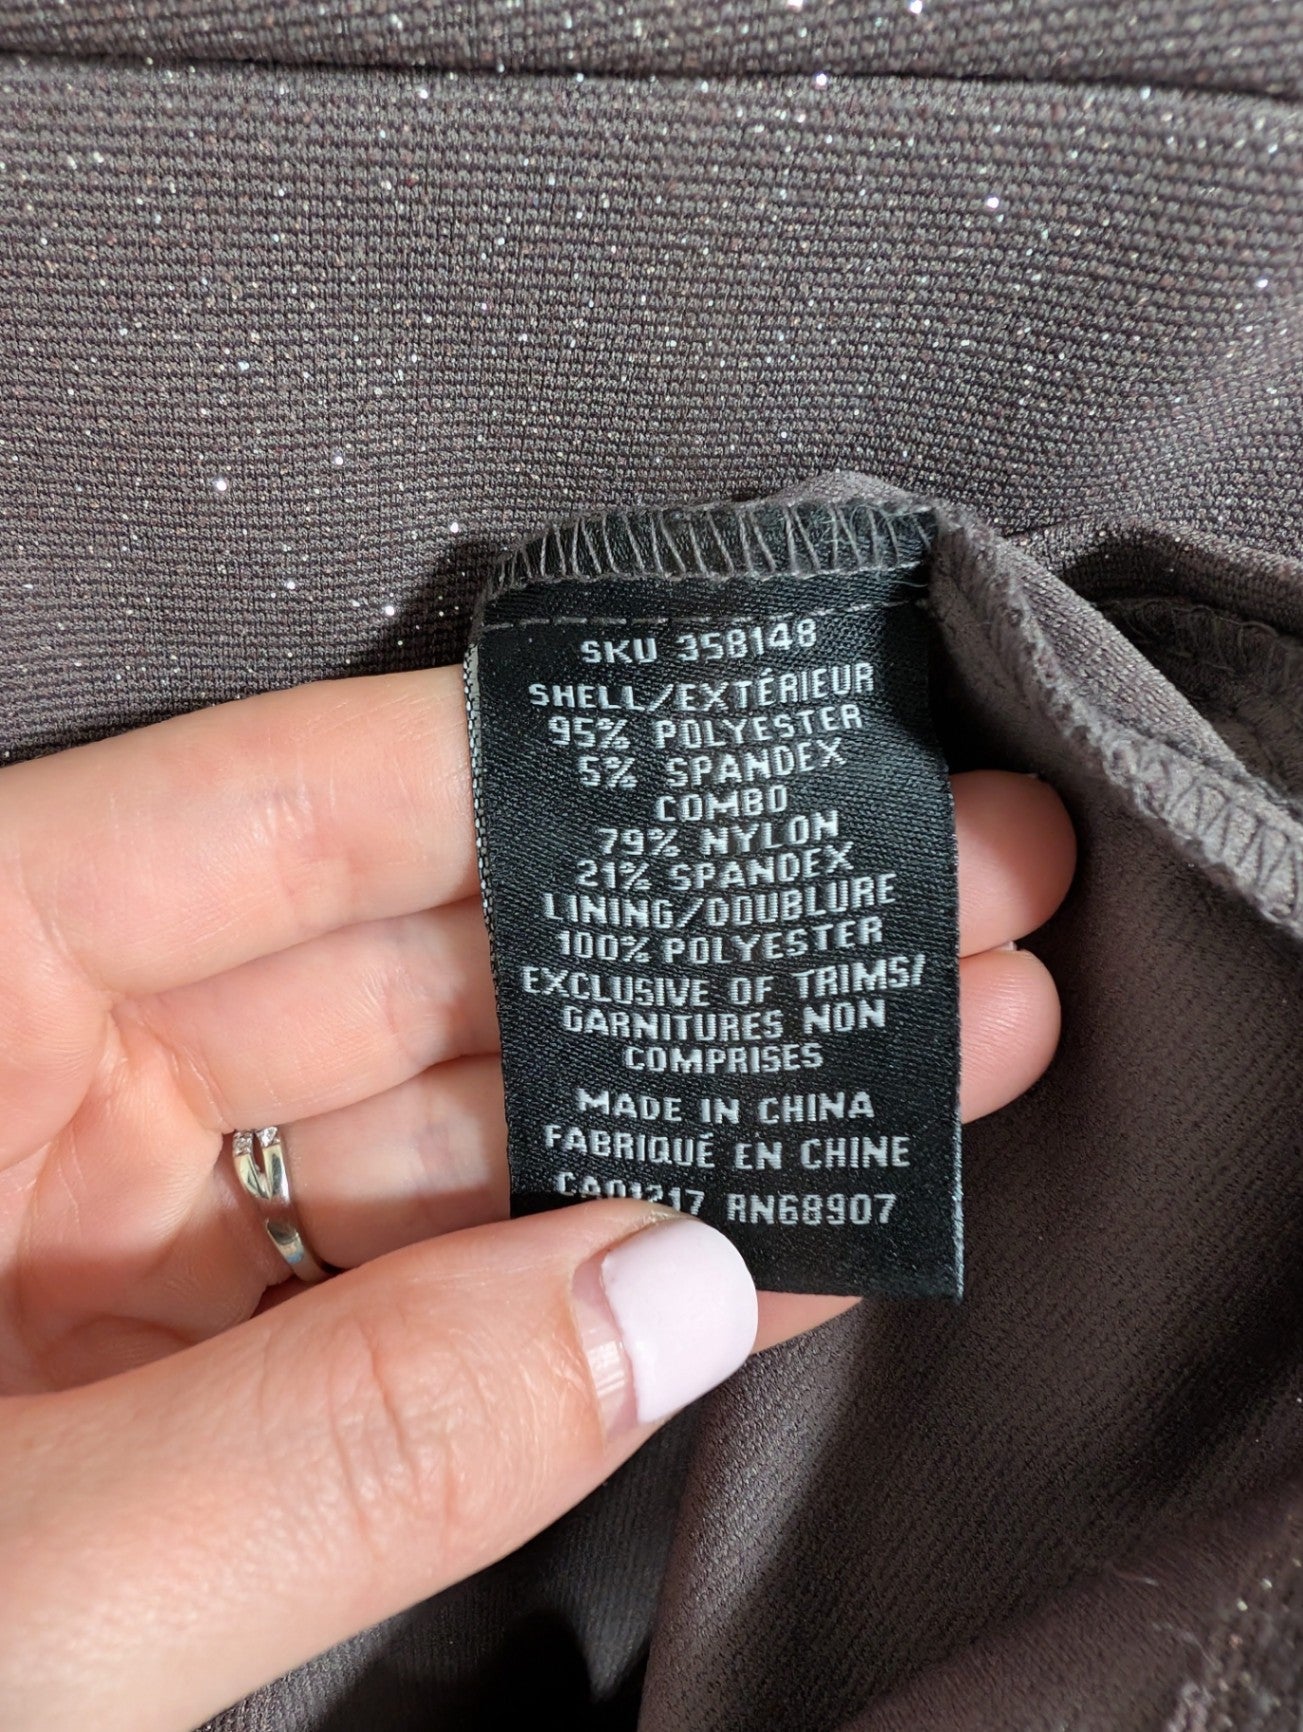 SKU 358148
SHELL/EXTÉRIEUR
95% POLYESTER
5% SPANDEX
COMBO
79% NYLON
21% SPANDEX
LINING/DOUBLURE
100% POLYESTER
EXCLUSIVE OF TRIMS/
GARNITURES NON
COMPRISES
MADE IN CHINA
FABRIQUÉ EN CHINE
RN68907